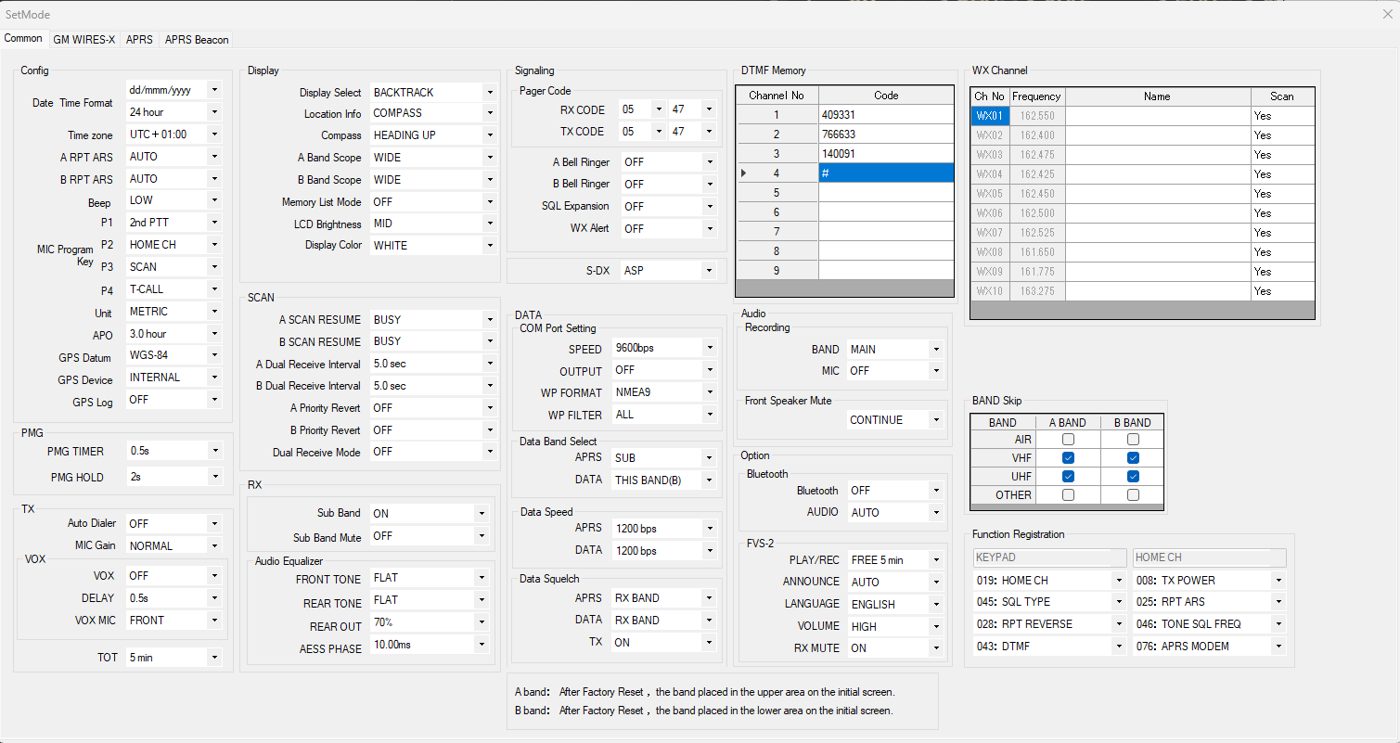 SetMode
Common GM WIRES-X APRS APRS Beacon
Config
Date Time Format dd/mmm/yyyy
24 hour
Time zone UTC + 01:00
A RPT ARS AUTO
B RPT ARS AUTO
Beep LOW
MIC Program Key
P1 2nd PTT
P2 HOME CH
P3 SCAN
P4 T-CALL
Unit METRIC
APO 3.0 hour
GPS Datum WGS-84
GPS Device INTERNAL
GPS Log OFF
PMG
PMG TIMER 0.5s
PMG HOLD 2s
TX
Auto Dialer OFF
MIC Gain NORMAL
VOX
VOX OFF
DELAY 0.5s
VOX MIC FRONT
TOT 5 min
Display
Display Select BACKTRACK
Location Info COMPASS
Compass HEADING UP
A Band Scope WIDE
B Band Scope WIDE
Memory List Mode OFF
LCD Brightness MID
Display Color WHITE
SCAN
A SCAN RESUME BUSY
B SCAN RESUME BUSY
A Dual Receive Interval 5.0 sec
B Dual Receive Interval 5.0 sec
A Priority Revert OFF
B Priority Revert OFF
Dual Receive Mode OFF
RX
Sub Band ON
Sub Band Mute OFF
Audio Equalizer
FRONT TONE FLAT
REAR TONE FLAT
REAR OUT 70%
AESS PHASE 10.00ms
Signaling
Pager Code
RX CODE 05 47
TX CODE 05 47
A Bell Ringer OFF
B Bell Ringer OFF
SQL Expansion OFF
WX Alert OFF
S-DX ASP
DATA
COM Port Setting
SPEED 9600bps
OUTPUT OFF
WP FORMAT NMEA9
WP FILTER ALL
Data Band Select
APRS SUB
DATA THIS BAND(B)
Data Speed
APRS 1200 bps
DATA 1200 bps
Data Squelch
APRS RX BAND
DATA RX BAND
TX ON
A band: After Factory Reset , the band placed in the upper area on the initial screen.
B band: After Factory Reset , the band placed in the lower area on the initial screen.
DTMF Memory
Channel No Code
1 409331
2 766633
3 140091
4 #
5
6
7
8
9
Audio
Recording
BAND MAIN
MIC OFF
Front Speaker Mute
CONTINUE
Option
Bluetooth
Bluetooth OFF
AUDIO AUTO
FVS-2
PLAY/REC FREE 5 min
ANNOUNCE AUTO
LANGUAGE ENGLISH
VOLUME HIGH
RX MUTE ON
WX Channel
Ch No Frequency Name Scan
WX01 162.550 Yes
WX02 162.400 Yes
WX03 162.475 Yes
WX04 162.425 Yes
WX05 162.450 Yes
WX06 162.500 Yes
WX07 162.525 Yes
WX08 161.650 Yes
WX09 161.775 Yes
WX10 163.275 Yes
BAND Skip
BAND A BAND B BAND
AIR
VHF
UHF
OTHER
Function Registration
KEYPAD HOME CH
019: HOME CH 008: TX POWER
045: SQL TYPE 025: RPT ARS
028: RPT REVERSE 046: TONE SQL FREQ
043: DTMF 076: APRS MODEM